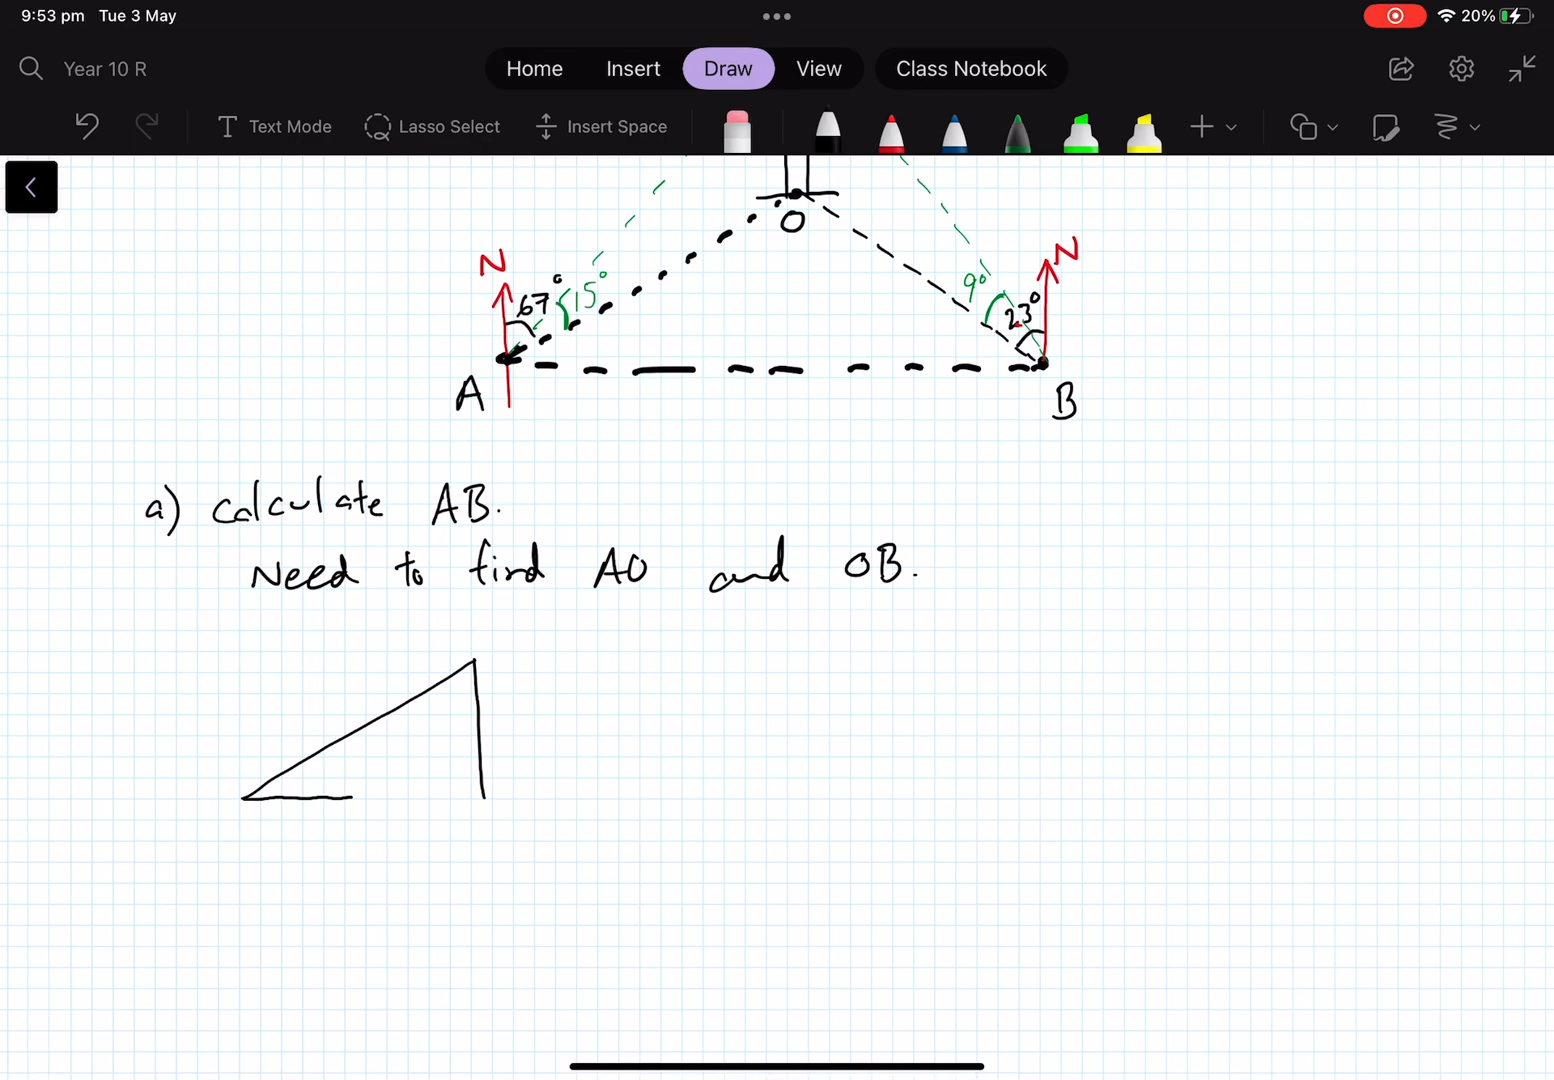 9:53 pm Tue 3 May
20%
Year 10 R
Home Insert Draw View Class Notebook
Text Mode Lasso Select Insert Space
O
N
N
67°
15°
9°
23°
A
B
a) Calculate AB.
Need to find AO and OB.